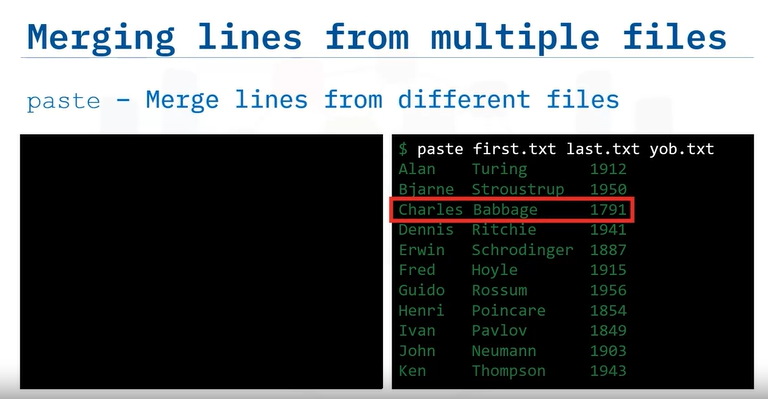 Merging lines from multiple files
paste – Merge lines from different files
$ paste first.txt last.txt yob.txt
Alan Turing 1912
Bjarne Stroustrup 1950
Charles Babbage 1791
Dennis Ritchie 1941
Erwin Schrodinger 1887
Fred Hoyle 1915
Guido Rossum 1956
Henri Poincare 1854
Ivan Pavlov 1849
John Neumann 1903
Ken Thompson 1943